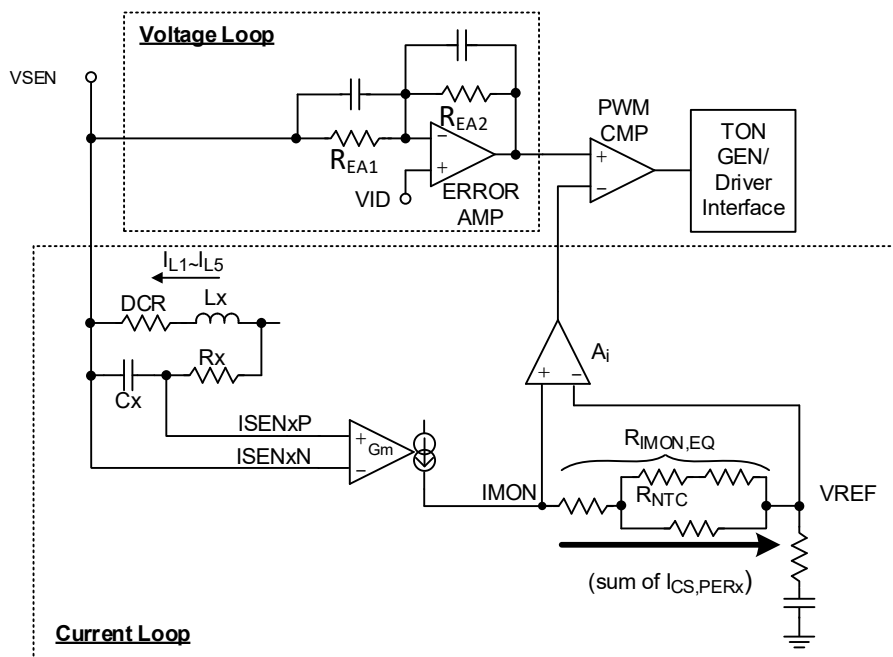 Voltage Loop
VSEN
REA2
REA1
−
+
VID
ERROR
AMP
PWM
CMP
+
−
TON
GEN/
Driver
Interface
IL1~IL5
DCR
Lx
Rx
Cx
ISENxP
ISENxN
+
−
Gm
Ai
+
−
IMON
RIMON,EQ
RNTC
VREF
(sum of ICS,PERx)
Current Loop